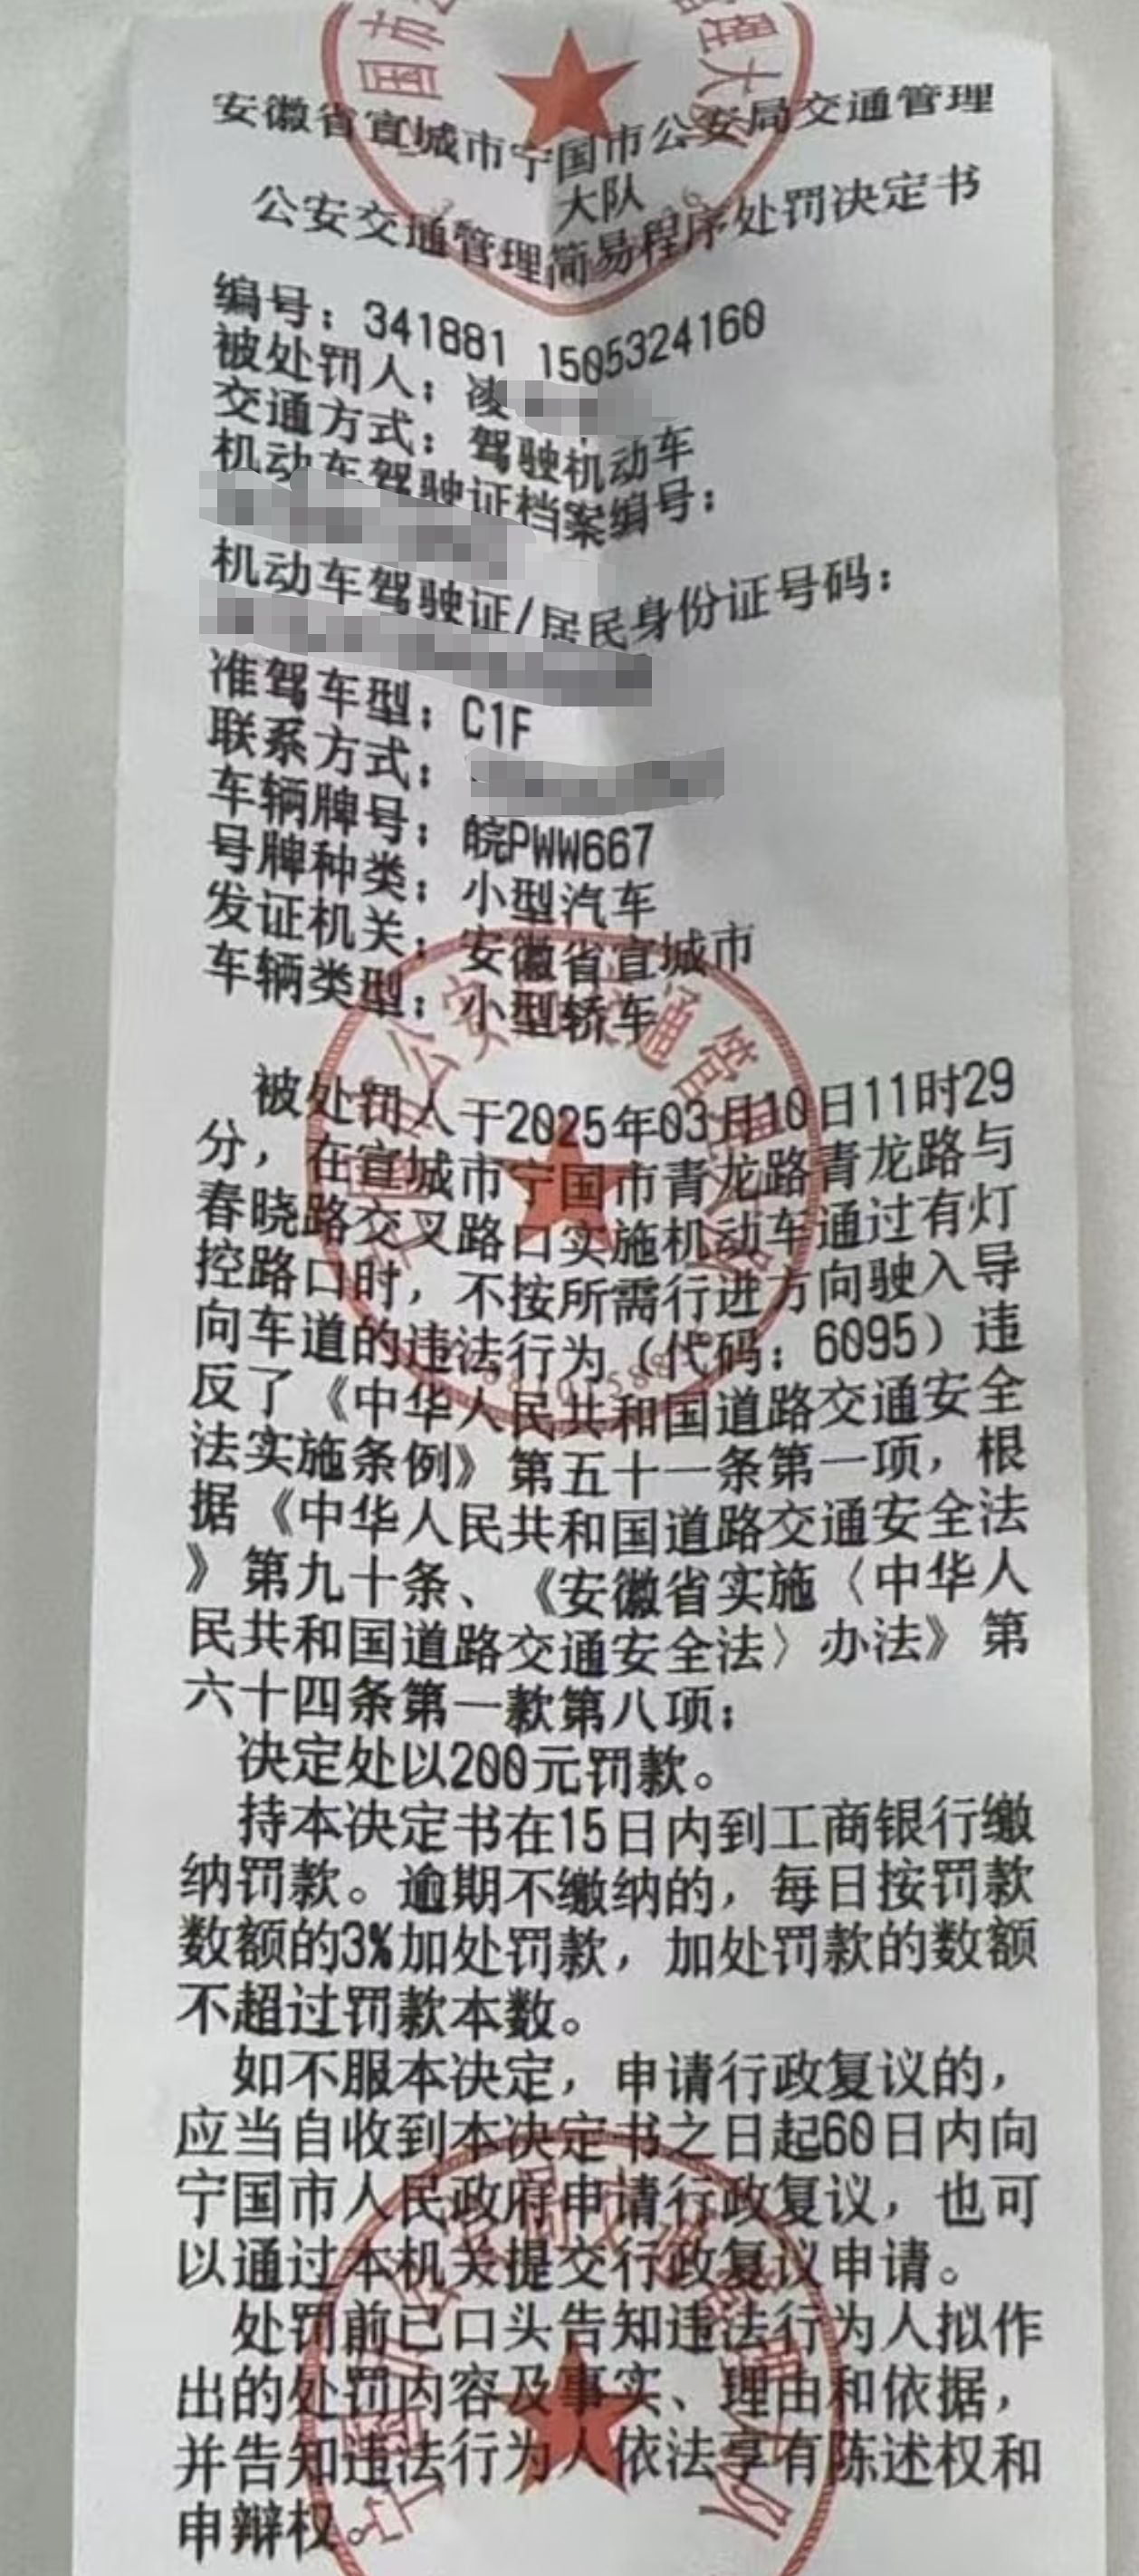 安徽省宣城市宁国市公安局交通管理
大队
公安交通管理简易程序处罚决定书
编号：341881 1505324160
被处罚人：凌
交通方式：驾驶机动车
机动车驾驶证档案编号：
机动车驾驶证/居民身份证号码：
准驾车型：C1F
联系方式：
车辆牌号：皖PWW667
号牌种类：小型汽车
发证机关：安徽省宣城市
车辆类型：小型轿车
被处罚人于2025年03月10日11时29
分，在宣城市宁国市青龙路青龙路与
春晓路交叉路口实施机动车通过有灯
控路口时，不按所需行进方向驶入导
向车道的违法行为（代码：6095）违
反了《中华人民共和国道路交通安全
法实施条例》第五十一条第一项，根
据《中华人民共和国道路交通安全法
》第九十条、《安徽省实施〈中华人
民共和国道路交通安全法〉办法》第
六十四条第一款第八项；
决定处以200元罚款。
持本决定书在15日内到工商银行缴
纳罚款。逾期不缴纳的，每日按罚款
数额的3%加处罚款，加处罚款的数额
不超过罚款本数。
如不服本决定，申请行政复议的，
应当自收到本决定书之日起60日内向
宁国市人民政府申请行政复议，也可
以通过本机关提交行政复议申请。
处罚前已口头告知违法行为人拟作
出的处罚内容及事实、理由和依据，
并告知违法行为人依法享有陈述权和
申辩权。